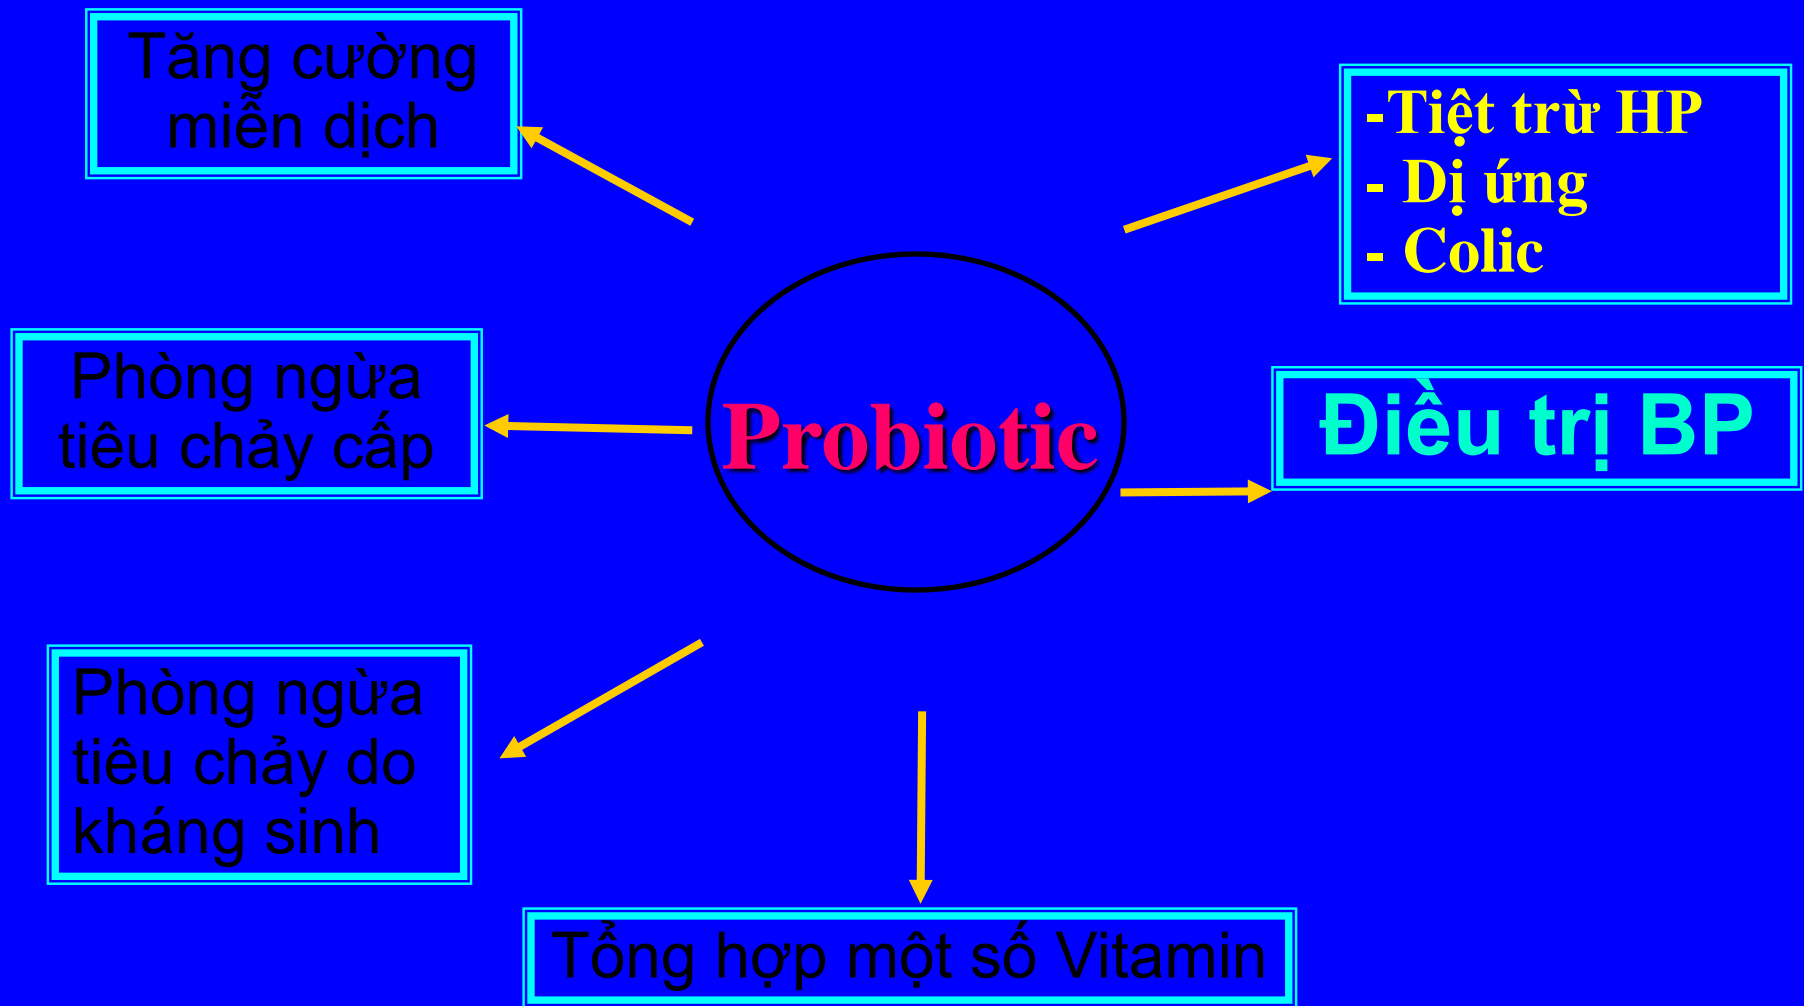 Tăng cường
miễn dịch
-Tiệt trừ HP
- Dị ứng
- Colic
Phòng ngừa
tiêu chảy cấp
Probiotic
Điều trị BP
Phòng ngừa
tiêu chảy do
kháng sinh
Tổng hợp một số Vitamin